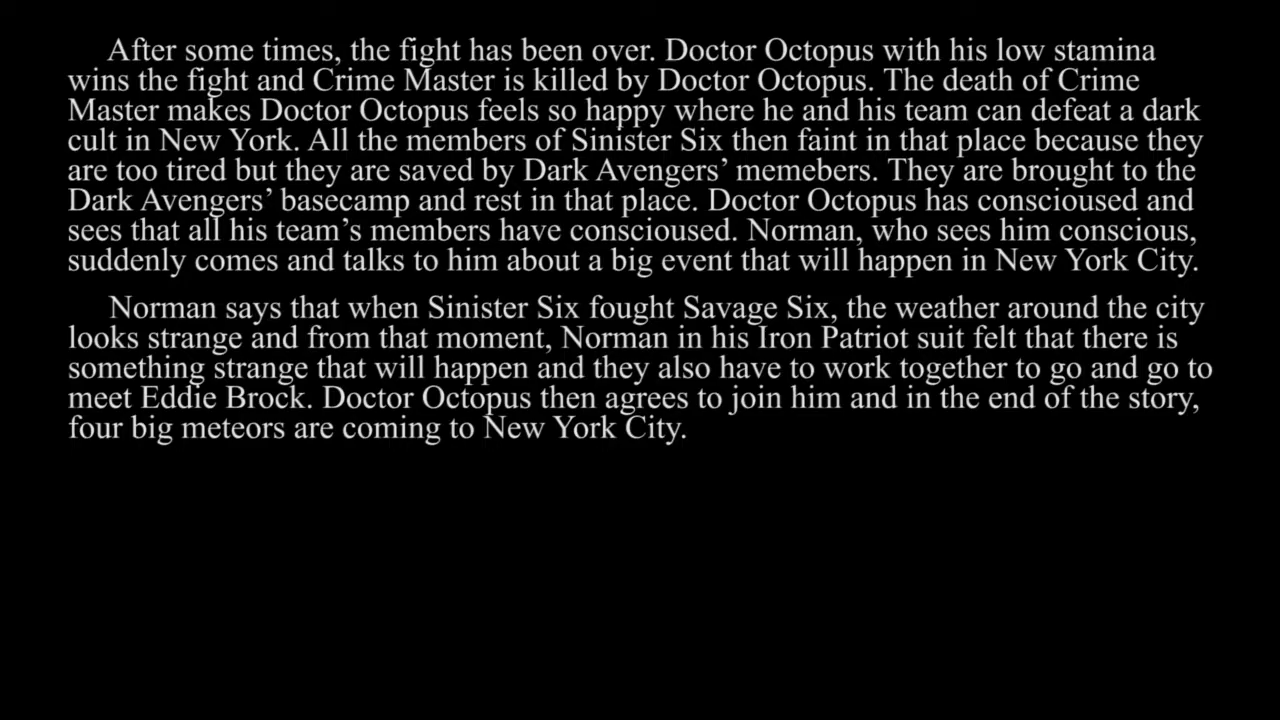 After some times, the fight has been over. Doctor Octopus with his low stamina
wins the fight and Crime Master is killed by Doctor Octopus. The death of Crime
Master makes Doctor Octopus feels so happy where he and his team can defeat a dark
cult in New York. All the members of Sinister Six then faint in that place because they
are too tired but they are saved by Dark Avengers’ memebers. They are brought to the
Dark Avengers’ basecamp and rest in that place. Doctor Octopus has conscioused and
sees that all his team’s members have conscioused. Norman, who sees him conscious,
suddenly comes and talks to him about a big event that will happen in New York City.
Norman says that when Sinister Six fought Savage Six, the weather around the city
looks strange and from that moment, Norman in his Iron Patriot suit felt that there is
something strange that will happen and they also have to work together to go and go to
meet Eddie Brock. Doctor Octopus then agrees to join him and in the end of the story,
four big meteors are coming to New York City.